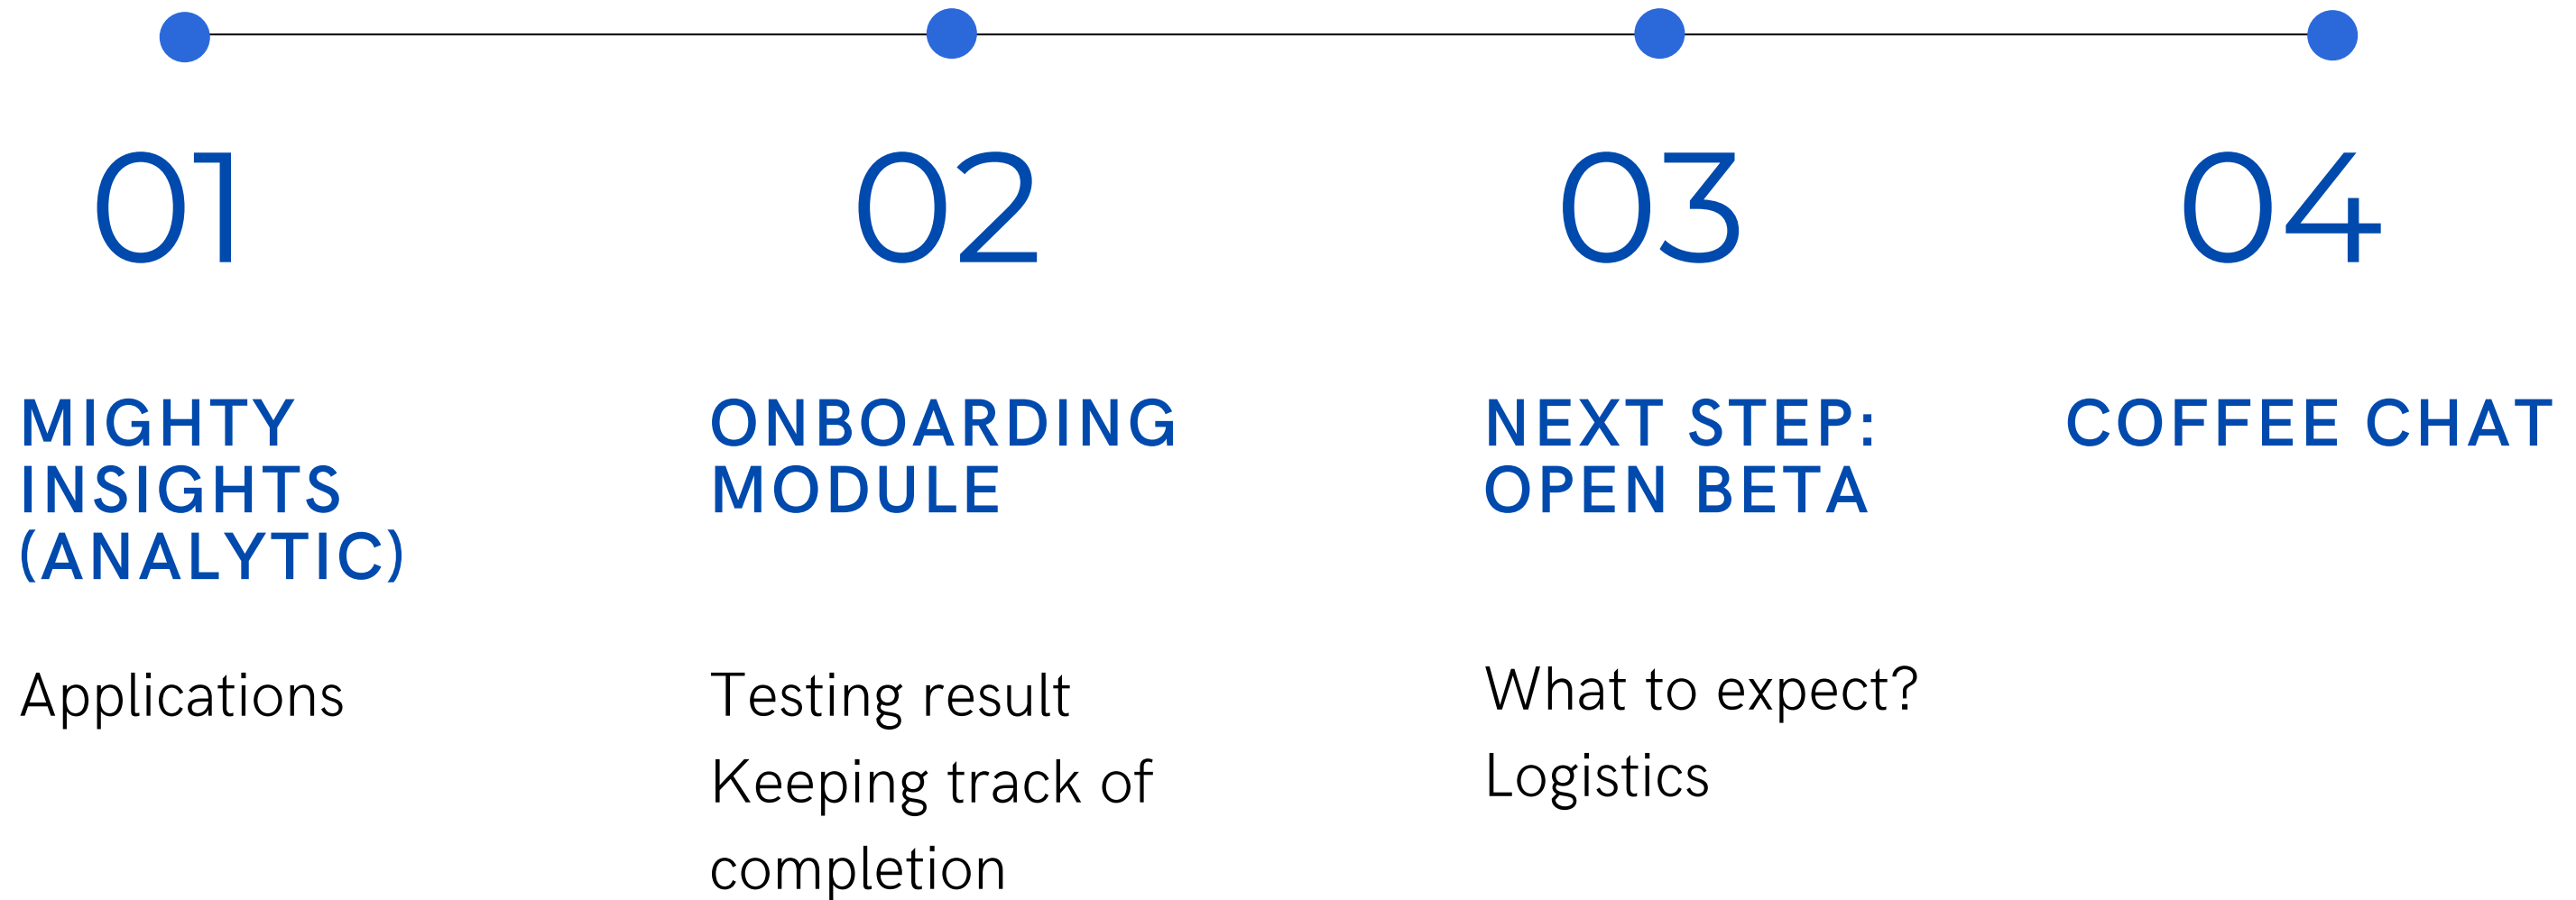 01
MIGHTY
INSIGHTS
(ANALYTIC)
Applications
02
ONBOARDING
MODULE
Testing result
Keeping track of
completion
03
NEXT STEP:
OPEN BETA
What to expect?
Logistics
04
COFFEE CHAT